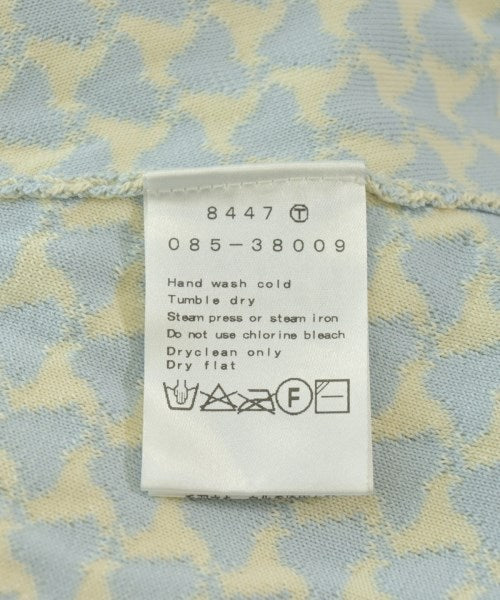 8447 Ⓣ
085-38009
Hand wash cold
Tumble dry
Steam press or steam iron
Do not use chlorine bleach
Dryclean only
Dry flat
F